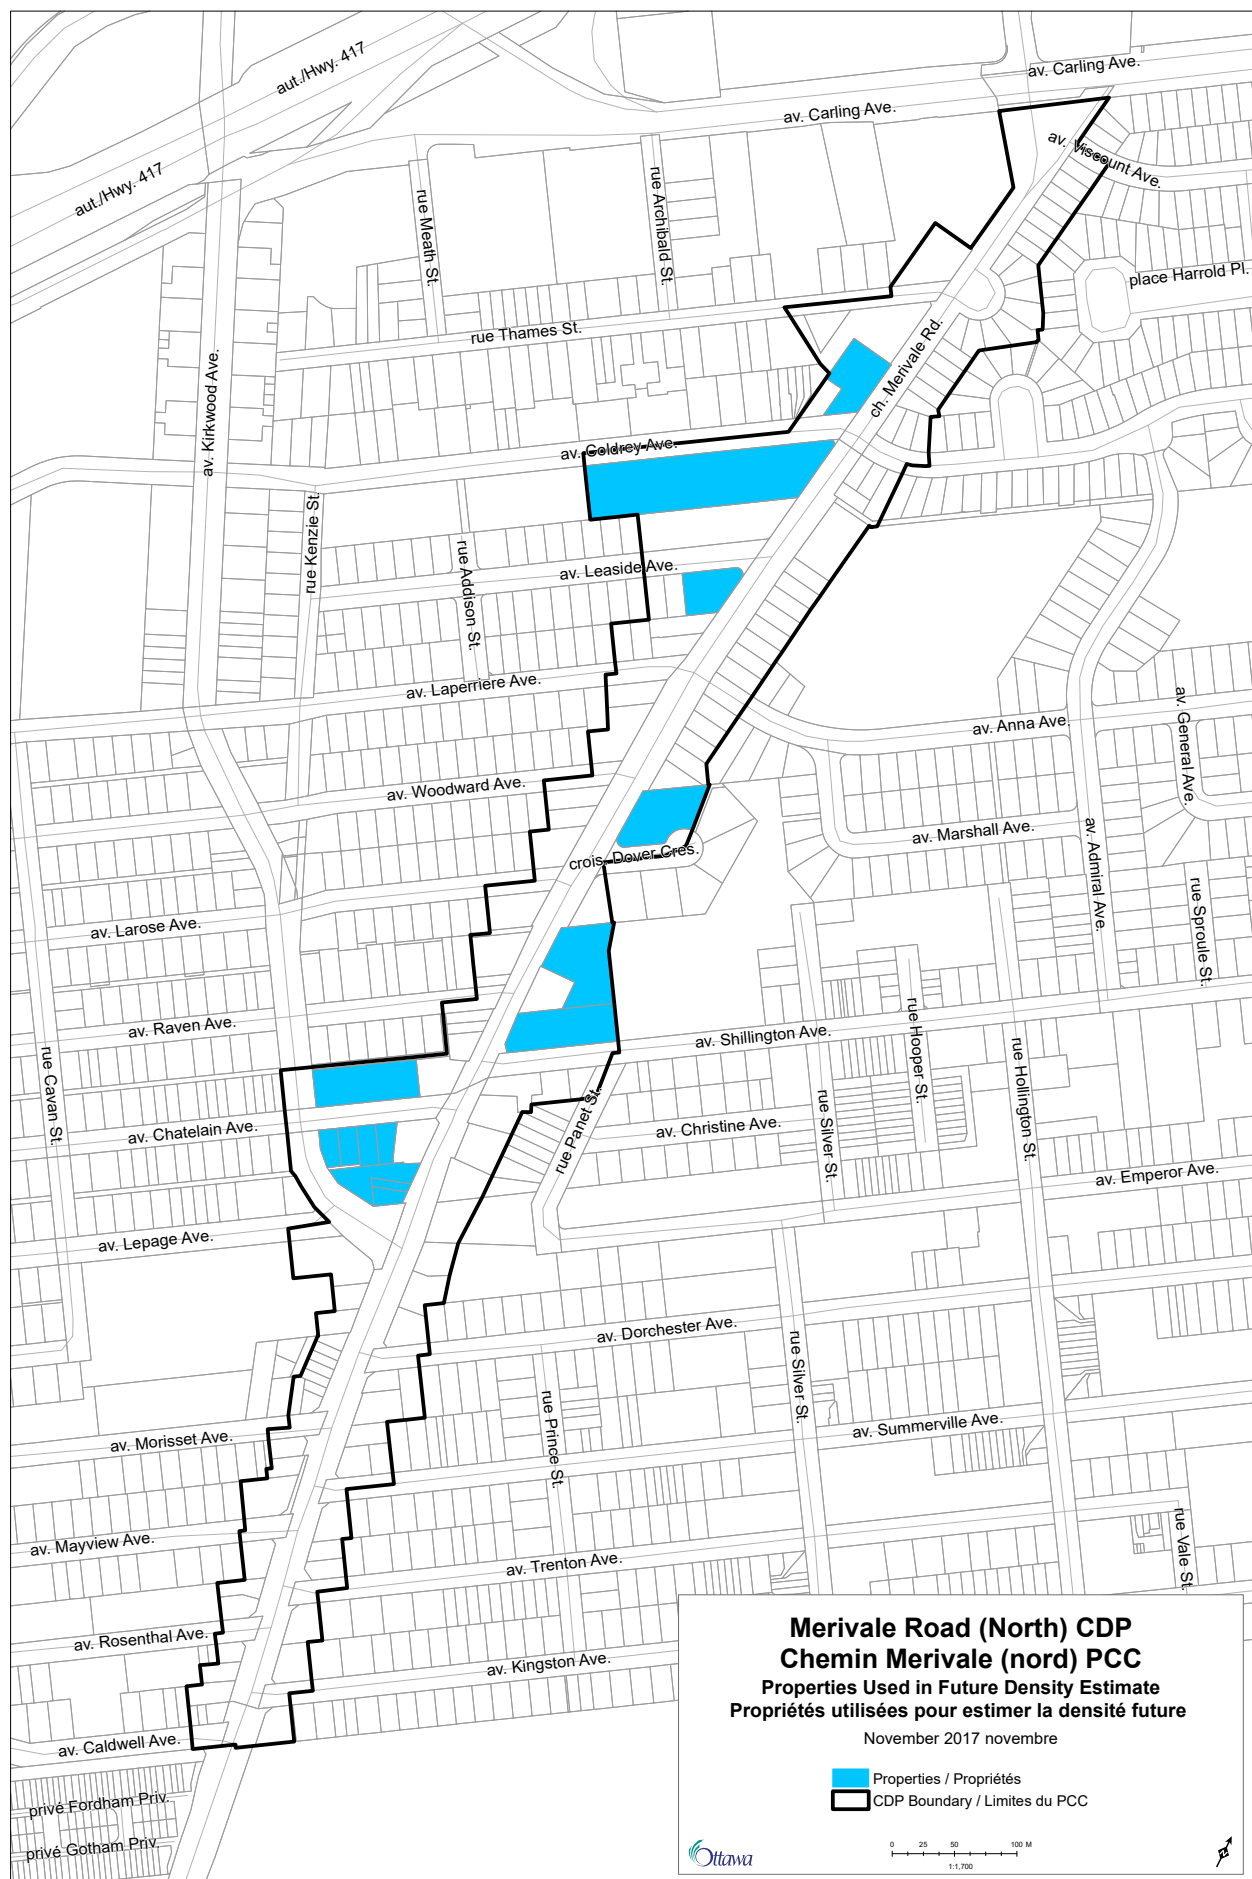 aut./Hwy. 417
av. Carling Ave.
av. Carling Ave.
av. Viscount Ave.
aut./Hwy. 417
rue Meath St.
rue Archibald St.
place Harrold Pl.
rue Thames St.
ch. Merivale Rd.
av. Kirkwood Ave.
av. Coldrey Ave.
rue Kenzie St.
rue Addison St.
av. Leaside Ave.
av. Laperriere Ave.
av. Anna Ave.
av. General Ave.
av. Woodward Ave.
av. Marshall Ave.
av. Admiral Ave.
crois. Dover Cres.
rue Sproule St.
av. Larose Ave.
av. Raven Ave.
av. Shillington Ave.
rue Hooper St.
rue Hollington St.
rue Cavan St.
av. Chatelain Ave.
rue Panet St.
av. Christine Ave.
rue Silver St.
av. Emperor Ave.
av. Lepage Ave.
av. Dorchester Ave.
rue Silver St.
rue Prince St.
av. Summerville Ave.
av. Morisset Ave.
av. Mayview Ave.
av. Trenton Ave.
rue Vale St.
av. Rosenthal Ave.
av. Kingston Ave.
av. Caldwell Ave.
privé Fordham Priv.
privé Gotham Priv.
Merivale Road (North) CDP
Chemin Merivale (nord) PCC
Properties Used in Future Density Estimate
Propriétés utilisées pour estimer la densité future
November 2017 novembre
Properties / Propriétés
CDP Boundary / Limites du PCC
Ottawa
0 25 50 100 M
1:1,700
N